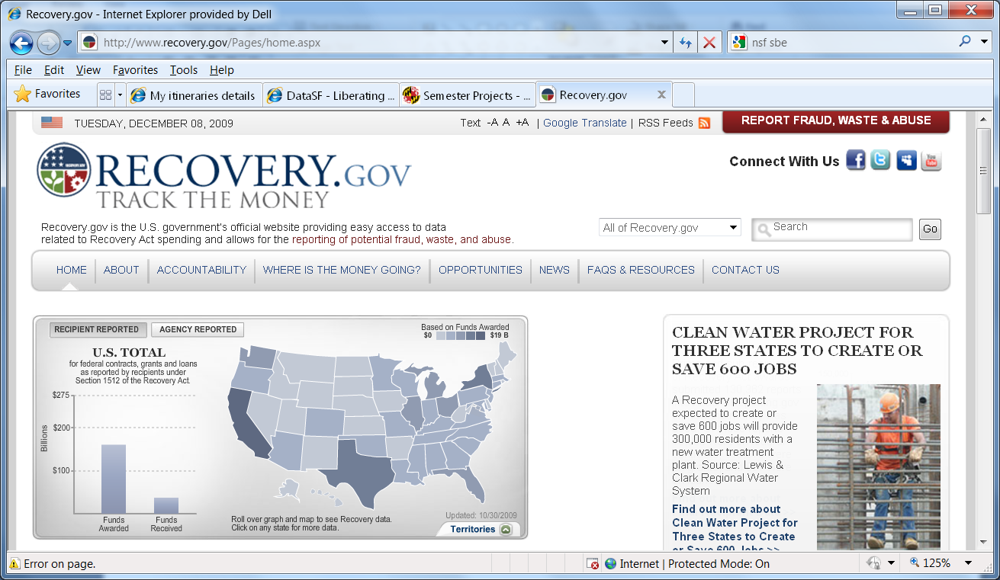 Recovery.gov - Internet Explorer provided by Dell
http://www.recovery.gov/Pages/home.aspx
nsf sbe
File Edit View Favorites Tools Help
Favorites
My itineraries details
DataSF - Liberating ...
Semester Projects - ...
Recovery.gov
TUESDAY, DECEMBER 08, 2009
Text -A A +A | Google Translate | RSS Feeds
REPORT FRAUD, WASTE & ABUSE
RECOVERY.GOV
TRACK THE MONEY
Connect With Us
Recovery.gov is the U.S. government's official website providing easy access to data
related to Recovery Act spending and allows for the reporting of potential fraud, waste, and abuse.
All of Recovery.gov
Search
Go
HOME ABOUT ACCOUNTABILITY WHERE IS THE MONEY GOING? OPPORTUNITIES NEWS FAQS & RESOURCES CONTACT US
RECIPIENT REPORTED AGENCY REPORTED
Based on Funds Awarded
$0 $19 B
U.S. TOTAL
for federal contracts, grants and loans
as reported by recipients under
Section 1512 of the Recovery Act.
$275
$200
$100
Billions
Funds
Awarded
Funds
Received
Roll over graph and map to see Recovery data.
Click on any state for more data.
Updated: 10/30/2009
Territories
CLEAN WATER PROJECT FOR
THREE STATES TO CREATE OR
SAVE 600 JOBS
A Recovery project
expected to create or
save 600 jobs will provide
300,000 residents with a
new water treatment
plant. Source: Lewis &
Clark Regional Water
System
Find out more about
Clean Water Project for
Three States to Create
or Save 600 Jobs >>
Error on page.
Internet | Protected Mode: On
125%